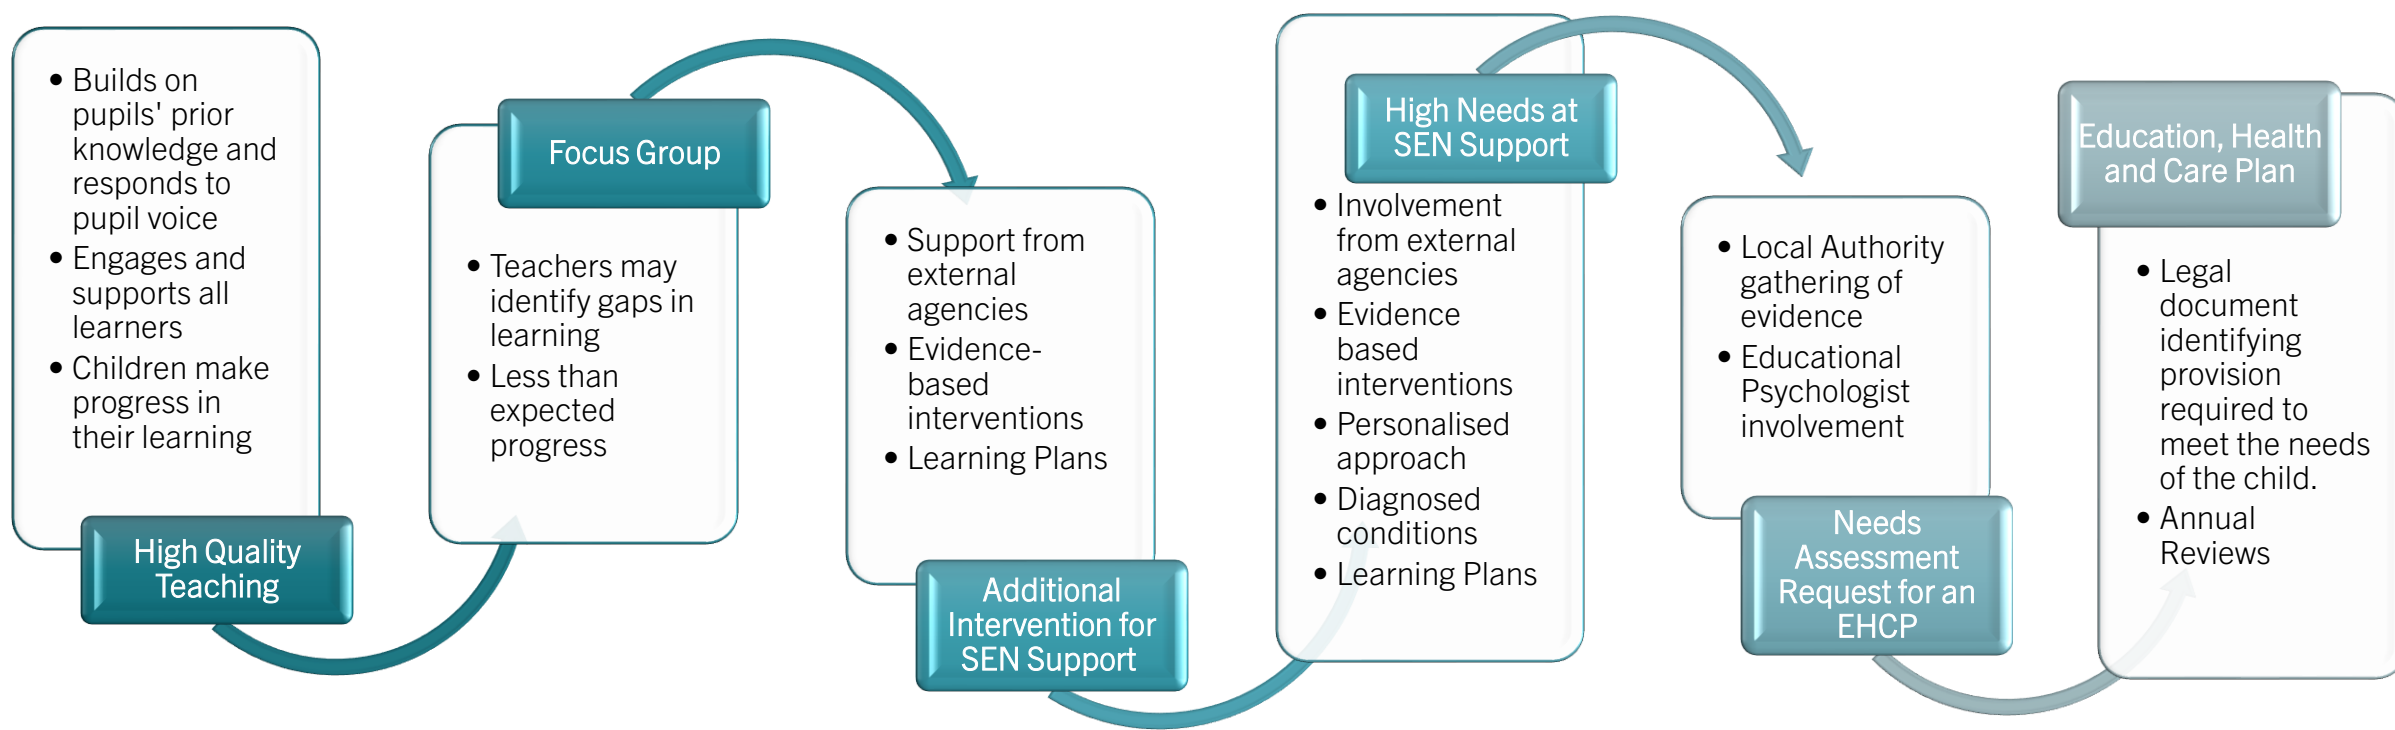 • Builds on
pupils' prior
knowledge and
responds to
pupil voice
• Engages and
supports all
learners
• Children make
progress in
their learning
High Quality
Teaching
Focus Group
• Teachers may
identify gaps in
learning
• Less than
expected
progress
• Support from
external
agencies
• Evidence-
based
interventions
• Learning Plans
Additional
Intervention for
SEN Support
High Needs at
SEN Support
• Involvement
from external
agencies
• Evidence
based
interventions
• Personalised
approach
• Diagnosed
conditions
• Learning Plans
• Local Authority
gathering of
evidence
• Educational
Psychologist
involvement
Needs
Assessment
Request for an
EHCP
Education, Health
and Care Plan
• Legal
document
identifying
provision
required to
meet the needs
of the child.
• Annual
Reviews